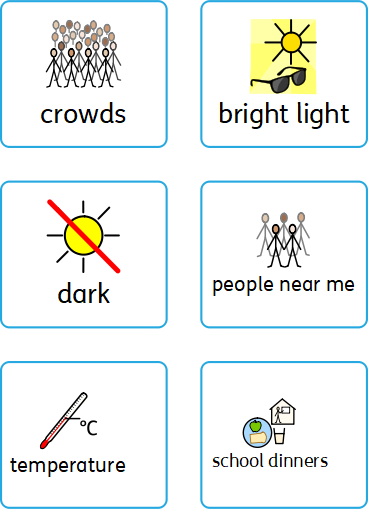 crowds
bright light
dark
people near me
°C
temperature
school dinners